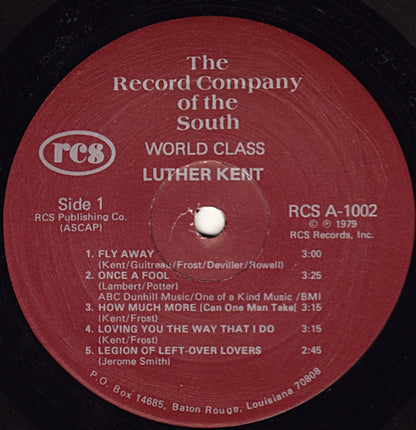 The
Record Company
of the
South
rcs
WORLD CLASS
LUTHER KENT
Side 1
RCS Publishing Co.
(ASCAP)
RCS A-1002
© ℗ 1979
RCS Records, Inc.
1. FLY AWAY 3:00
(Kent/Guitreau/Frost/Deviller/Rowell)
2. ONCE A FOOL 3:25
(Lambert/Potter)
ABC Dunhill Music/One of a Kind Music /BMI
3. HOW MUCH MORE [Can One Man Take[ 3:15
(Kent/Frost)
4. LOVING YOU THE WAY THAT I DO 3:15
(Kent/Frost)
5. LEGION OF LEFT-OVER LOVERS 2:45
(Jerome Smith)
P.O. Box 14685, Baton Rouge, Louisiana 70808